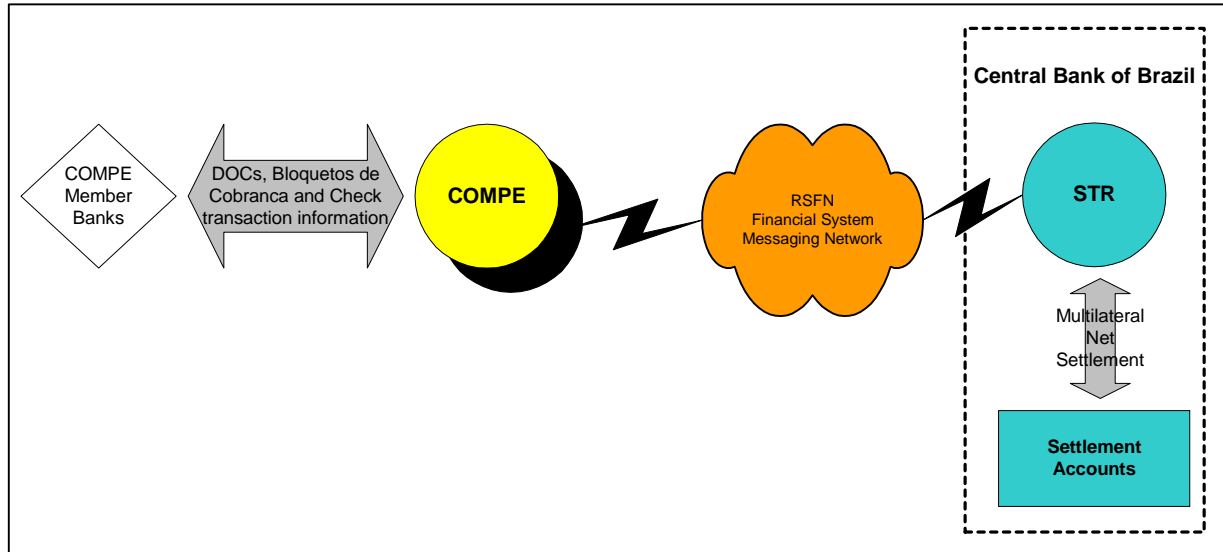 Central Bank of Brazil
COMPE
Member
Banks
DOCs, Bloquetos de
Cobranca and Check
transaction information
COMPE
RSFN
Financial System
Messaging Network
STR
Multilateral
Net
Settlement
Settlement
Accounts